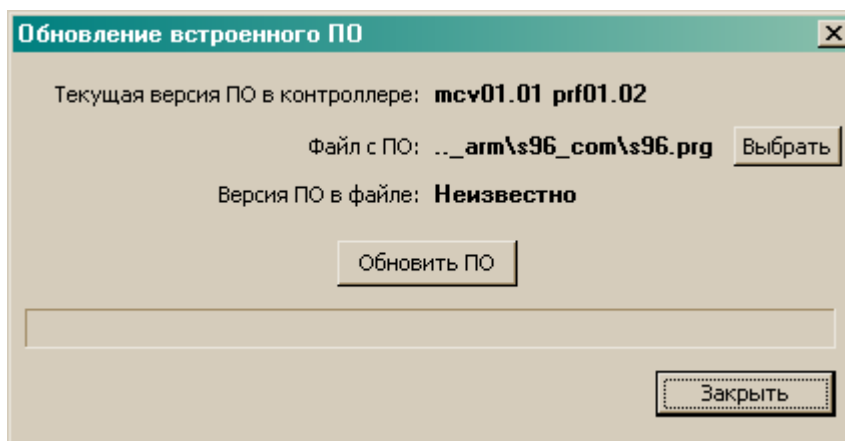 Обновление встроенного ПО
Текущая версия ПО в контроллере: mcv01.01 prf01.02
Файл с ПО: .._arm\s96_com\s96.prg Выбрать
Версия ПО в файле: Неизвестно
Обновить ПО
Закрыть